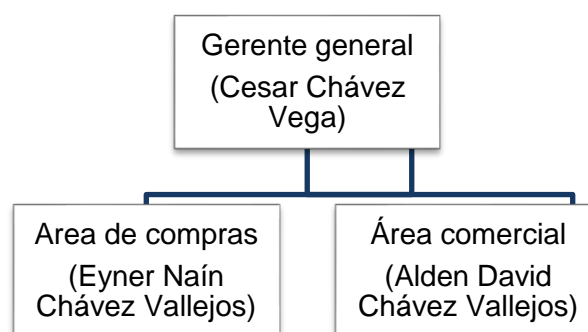 Gerente general
(Cesar Chávez
Vega)
Area de compras
(Eyner Naín
Chávez Vallejos)
Área comercial
(Alden David
Chávez Vallejos)